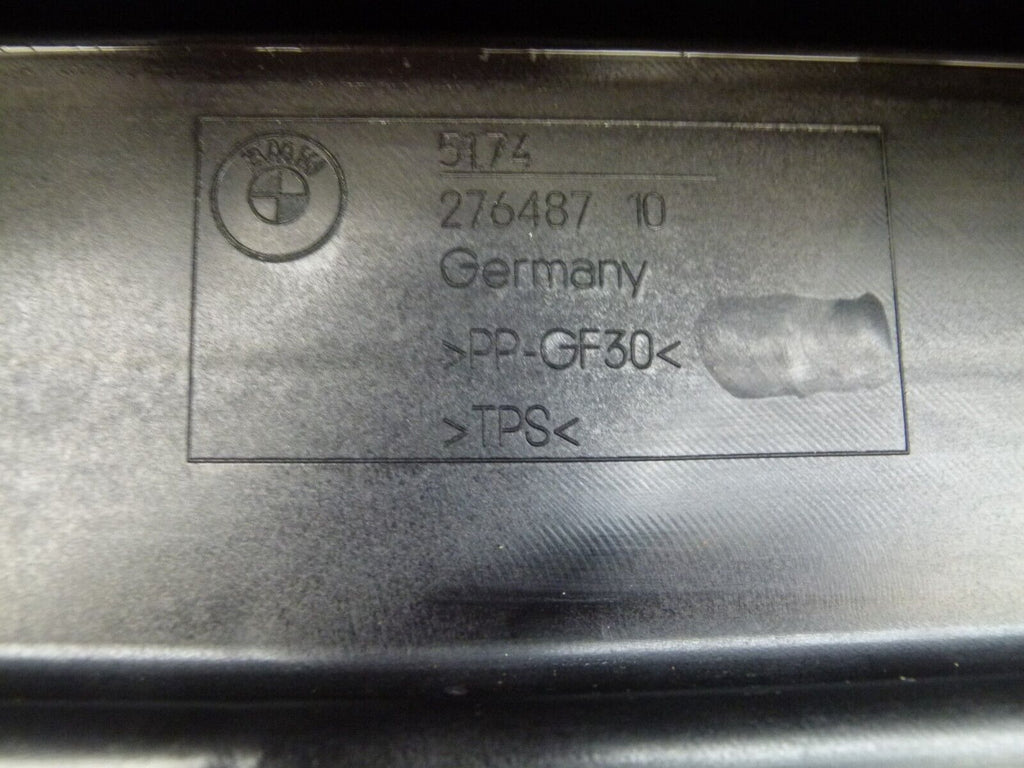 BMW
5174
276487 10
Germany
>PP-GF30<
>TPS<